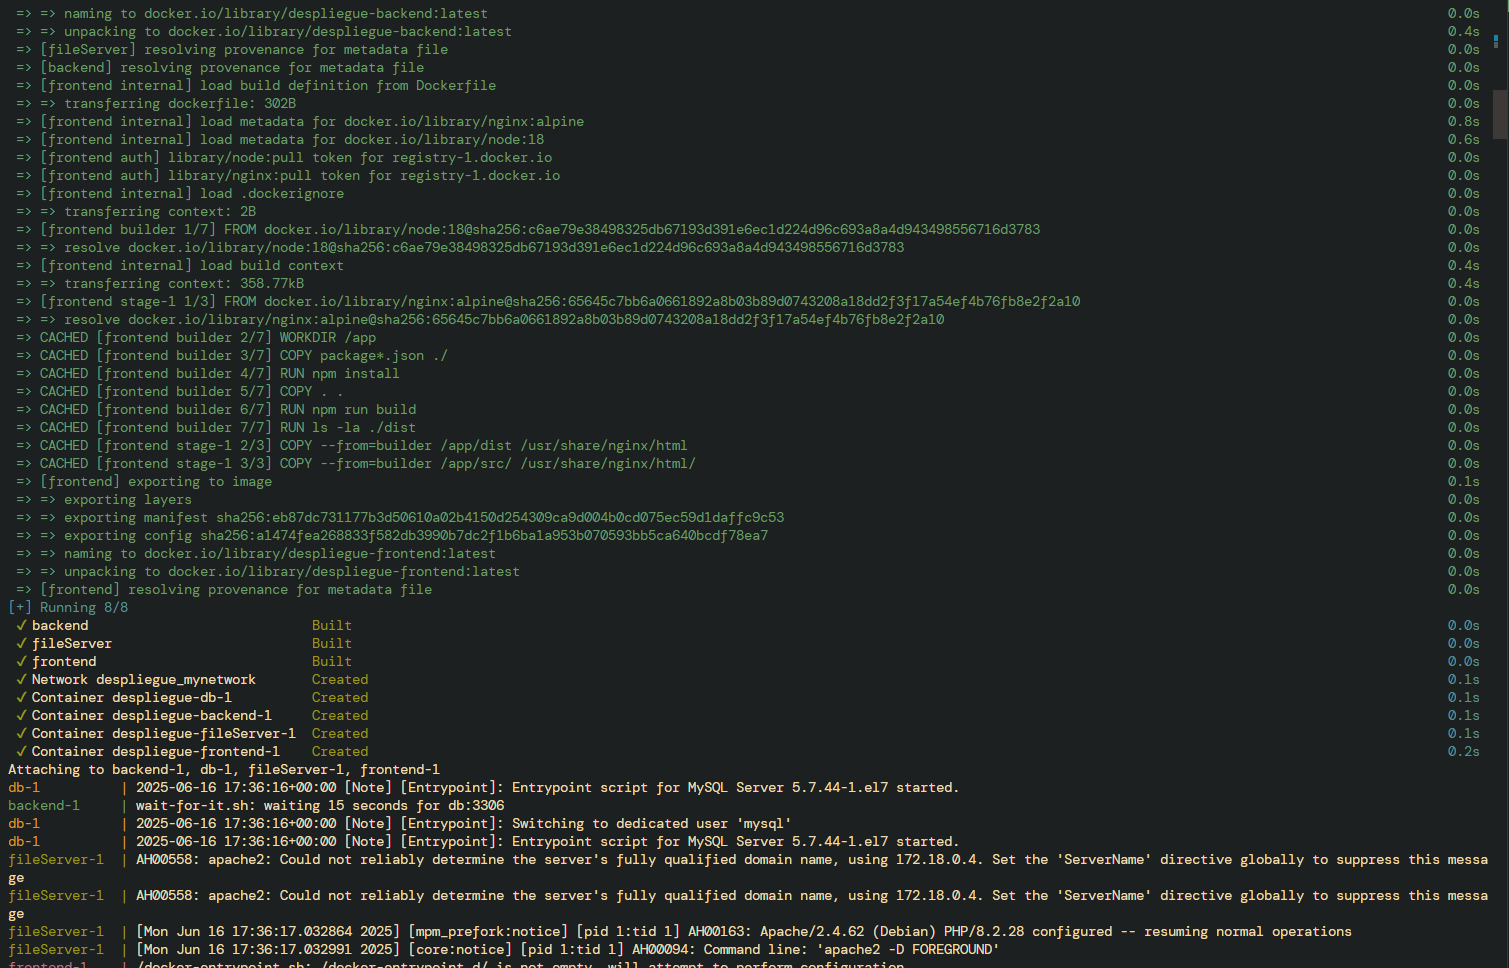 => => naming to docker.io/library/despliegue-backend:latest 0.0s
=> => unpacking to docker.io/library/despliegue-backend:latest 0.4s
=> [fileServer] resolving provenance for metadata file 0.0s
=> [backend] resolving provenance for metadata file 0.0s
=> [frontend internal] load build definition from Dockerfile 0.0s
=> => transferring dockerfile: 302B 0.0s
=> [frontend internal] load metadata for docker.io/library/nginx:alpine 0.8s
=> [frontend internal] load metadata for docker.io/library/node:18 0.6s
=> [frontend auth] library/node:pull token for registry-1.docker.io 0.0s
=> [frontend auth] library/nginx:pull token for registry-1.docker.io 0.0s
=> [frontend internal] load .dockerignore 0.0s
=> => transferring context: 2B 0.0s
=> [frontend builder 1/7] FROM docker.io/library/node:18@sha256:c6ae79e38498325db67193d391e6ec1d224d96c693a8a4d943498556716d3783 0.0s
=> => resolve docker.io/library/node:18@sha256:c6ae79e38498325db67193d391e6ec1d224d96c693a8a4d943498556716d3783 0.0s
=> [frontend internal] load build context 0.4s
=> => transferring context: 358.77kB 0.4s
=> [frontend stage-1 1/3] FROM docker.io/library/nginx:alpine@sha256:65645c7bb6a0661892a8b03b89d0743208a18dd2f3f17a54ef4b76fb8e2f2a10 0.0s
=> => resolve docker.io/library/nginx:alpine@sha256:65645c7bb6a0661892a8b03b89d0743208a18dd2f3f17a54ef4b76fb8e2f2a10 0.0s
=> CACHED [frontend builder 2/7] WORKDIR /app 0.0s
=> CACHED [frontend builder 3/7] COPY package*.json ./ 0.0s
=> CACHED [frontend builder 4/7] RUN npm install 0.0s
=> CACHED [frontend builder 5/7] COPY . . 0.0s
=> CACHED [frontend builder 6/7] RUN npm run build 0.0s
=> CACHED [frontend builder 7/7] RUN ls -la ./dist 0.0s
=> CACHED [frontend stage-1 2/3] COPY --from=builder /app/dist /usr/share/nginx/html 0.0s
=> CACHED [frontend stage-1 3/3] COPY --from=builder /app/src/ /usr/share/nginx/html/ 0.0s
=> [frontend] exporting to image 0.1s
=> => exporting layers 0.0s
=> => exporting manifest sha256:eb87dc731177b3d50610a02b4150d254309ca9d004b0cd075ec59d1daffc9c53 0.0s
=> => exporting config sha256:a1474fea268833f582db3990b7dc2f1b6ba1a953b070593bb5ca640bcdf78ea7 0.0s
=> => naming to docker.io/library/despliegue-frontend:latest 0.0s
=> => unpacking to docker.io/library/despliegue-frontend:latest 0.0s
=> [frontend] resolving provenance for metadata file 0.0s
[+] Running 8/8
✓ backend Built 0.0s
✓ fileServer Built 0.0s
✓ frontend Built 0.0s
✓ Network despliegue_mynetwork Created 0.1s
✓ Container despliegue-db-1 Created 0.1s
✓ Container despliegue-backend-1 Created 0.1s
✓ Container despliegue-fileServer-1 Created 0.1s
✓ Container despliegue-frontend-1 Created 0.2s
Attaching to backend-1, db-1, fileServer-1, frontend-1
db-1 | 2025-06-16 17:36:16+00:00 [Note] [Entrypoint]: Entrypoint script for MySQL Server 5.7.44-1.el7 started.
backend-1 | wait-for-it.sh: waiting 15 seconds for db:3306
db-1 | 2025-06-16 17:36:16+00:00 [Note] [Entrypoint]: Switching to dedicated user 'mysql'
db-1 | 2025-06-16 17:36:16+00:00 [Note] [Entrypoint]: Entrypoint script for MySQL Server 5.7.44-1.el7 started.
fileServer-1 | AH00558: apache2: Could not reliably determine the server's fully qualified domain name, using 172.18.0.4. Set the 'ServerName' directive globally to suppress this messa
ge
fileServer-1 | AH00558: apache2: Could not reliably determine the server's fully qualified domain name, using 172.18.0.4. Set the 'ServerName' directive globally to suppress this messa
ge
fileServer-1 | [Mon Jun 16 17:36:17.032864 2025] [mpm_prefork:notice] [pid 1:tid 1] AH00163: Apache/2.4.62 (Debian) PHP/8.2.28 configured -- resuming normal operations
fileServer-1 | [Mon Jun 16 17:36:17.032991 2025] [core:notice] [pid 1:tid 1] AH00094: Command line: 'apache2 -D FOREGROUND'
frontend-1 | /docker-entrypoint.sh: /docker-entrypoint.d/ is not empty, will attempt to perform configuration